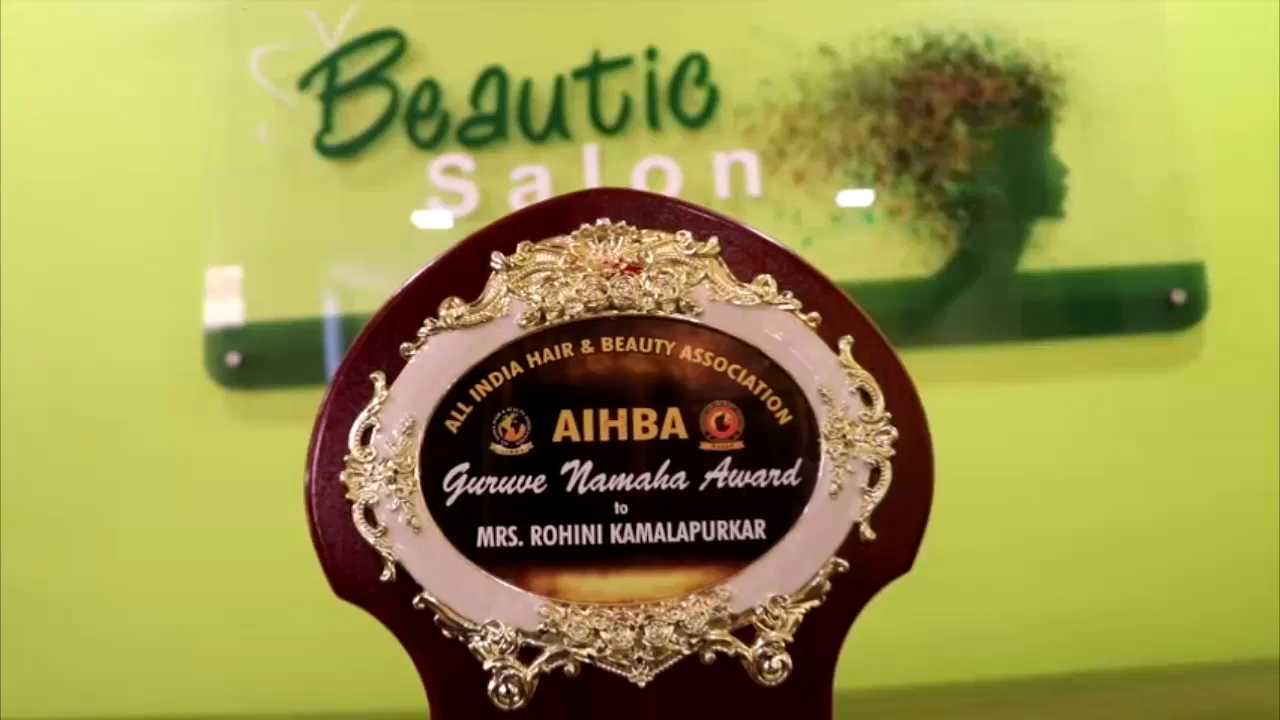 Beautic
Salon
ALL INDIA HAIR & BEAUTY ASSOCIATION
AIHBA
Guruve Namaha Award
to
MRS. ROHINI KAMALAPURKAR